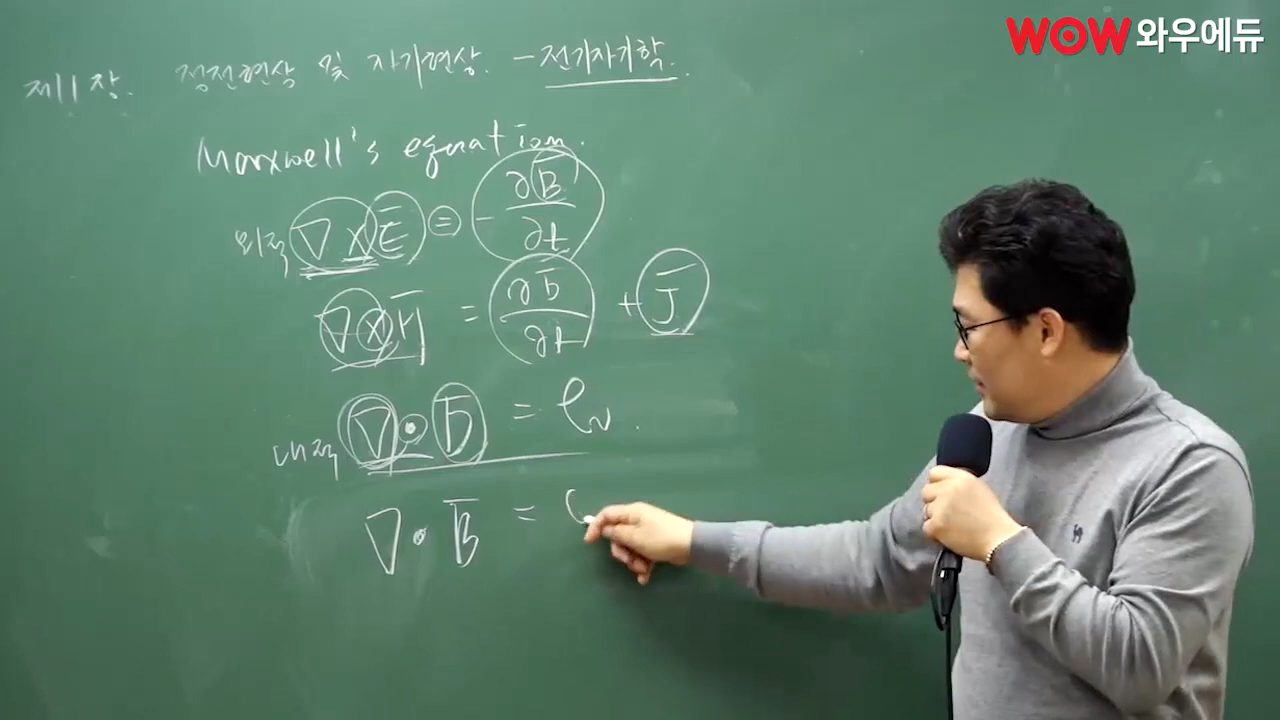 WOW 와우에듀
제11장. 정전현상 및 자기현상. - 전기자기학.
Maxwell's equation.
외적 ∇ x Ē = - ∂B̄ / ∂t
∇ x H̄ = ∂D̄ / ∂t + J̄
내적 ∇ • D̄ = ρv.
∇ • B̄ =